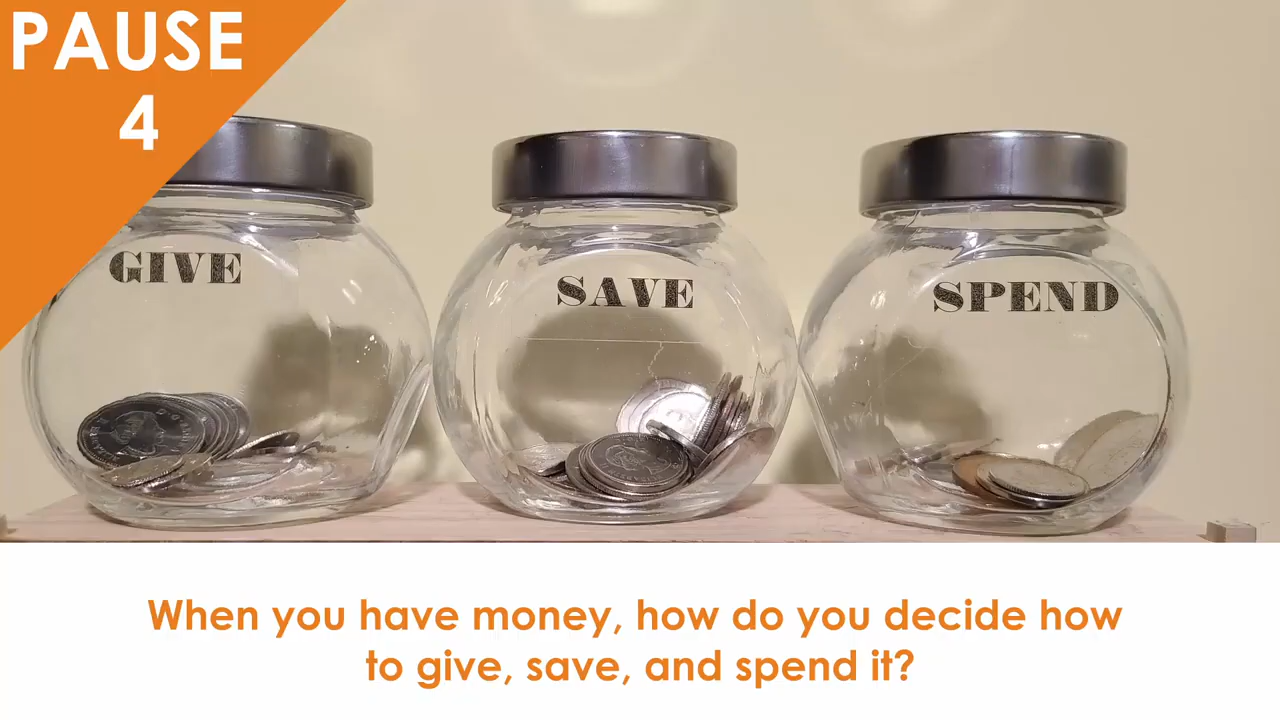 PAUSE
4
GIVE
SAVE
SPEND
When you have money, how do you decide how
to give, save, and spend it?